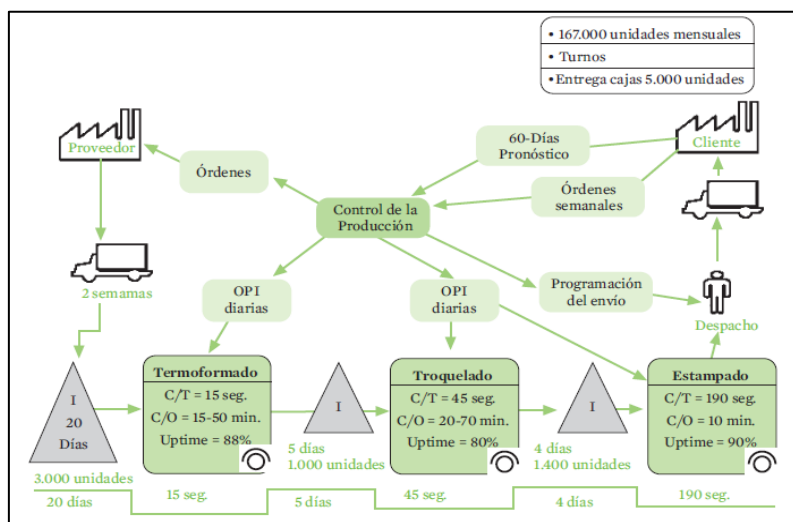 • 167.000 unidades mensuales
• Turnos
• Entrega cajas 5.000 unidades
Proveedor
Cliente
60-Días
Pronóstico
Órdenes
Órdenes
semanales
Control de la
Producción
2 semamas
OPI
diarias
OPI
diarias
Programación
del envío
Despacho
I
20
Días
3.000 unidades
Termoformado
C/T = 15 seg.
C/O = 15-50 min.
Uptime = 88%
I
5 días
1.000 unidades
Troquelado
C/T = 45 seg.
C/O = 20-70 min.
Uptime = 80%
I
4 días
1.400 unidades
Estampado
C/T = 190 seg.
C/O = 10 min.
Uptime = 90%
20 días
15 seg.
5 días
45 seg.
4 días
190 seg.